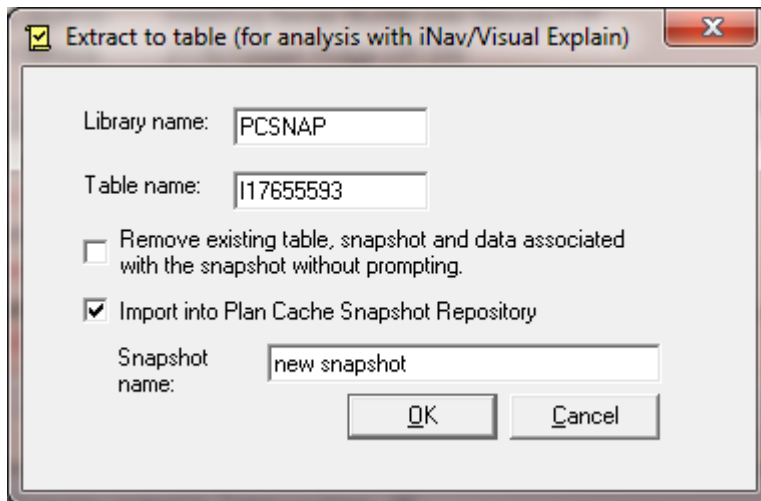 Extract to table (for analysis with iNav/Visual Explain)
Library name: PCSNAP
Table name: I17655593
Remove existing table, snapshot and data associated
with the snapshot without prompting.
Import into Plan Cache Snapshot Repository
Snapshot
name: new snapshot
OK Cancel